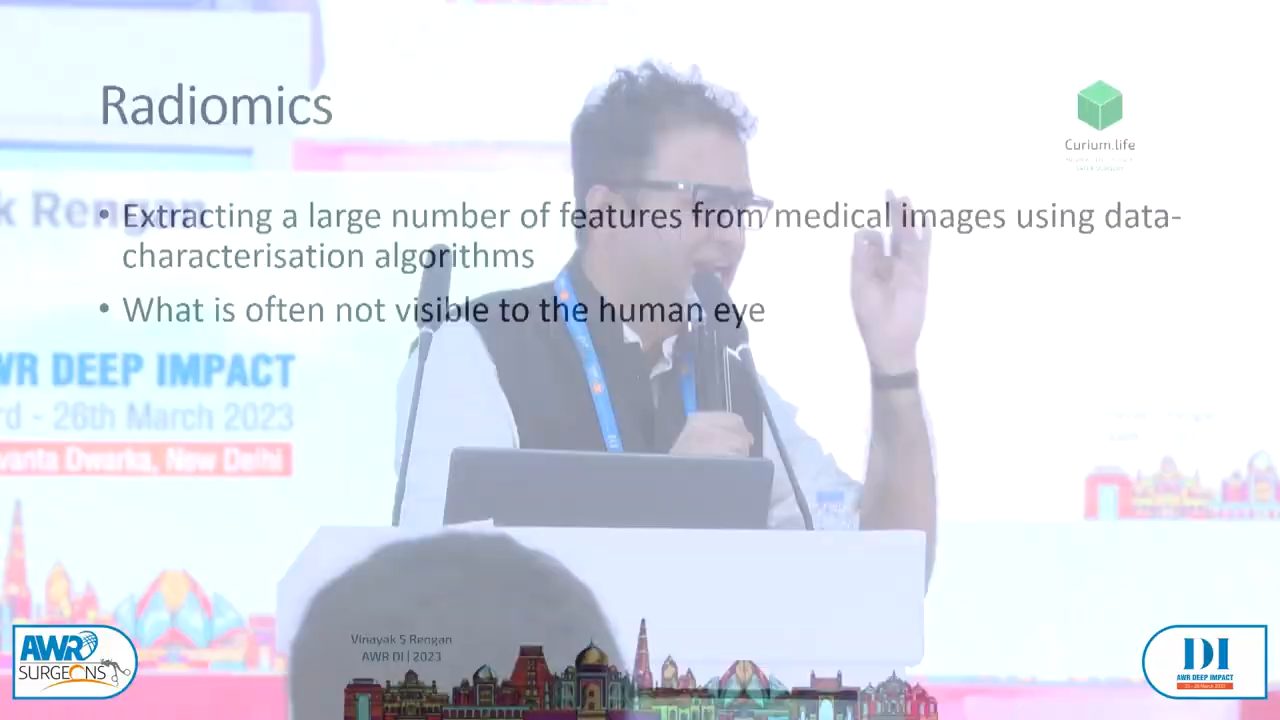 Radiomics
Curium.life
k Rengan
• Extracting a large number of features from medical images using data-
characterisation algorithms
• What is often not visible to the human eye
WR DEEP IMPACT
rd - 26th March 2023
vanta Dwarka, New Delhi
Vinayak S Rengan
AWR DI | 2023
AWR
SURGEONS
DI
AWR DEEP IMPACT